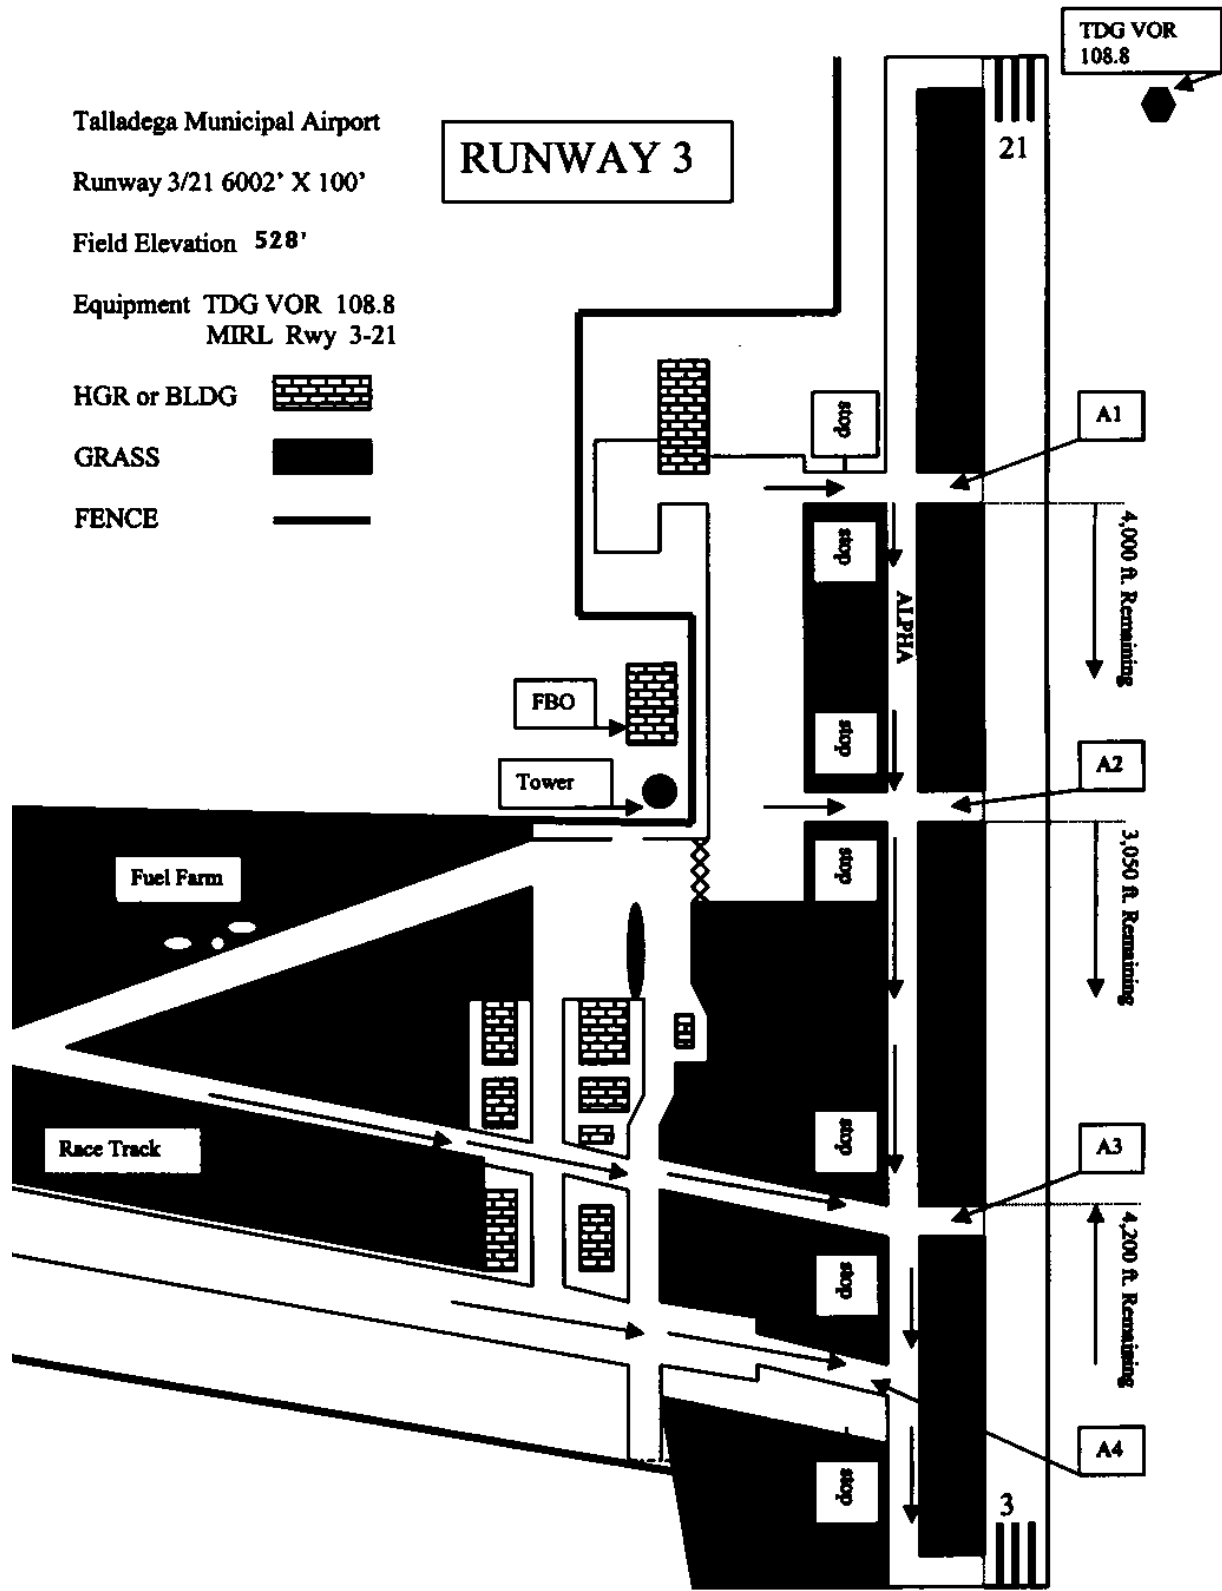 TDG VOR
108.8
Talladega Municipal Airport
RUNWAY 3
21
Runway 3/21 6002' X 100'
Field Elevation 528'
Equipment TDG VOR 108.8
MIRL Rwy 3-21
HGR or BLDG
GRASS
FENCE
stop
A1
stop
4,000 ft. Remaining
ALPHA
FBO
stop
Tower
A2
stop
3,050 ft. Remaining
Fuel Farm
Race Track
stop
A3
stop
4,200 ft. Remaining
A4
stop
3